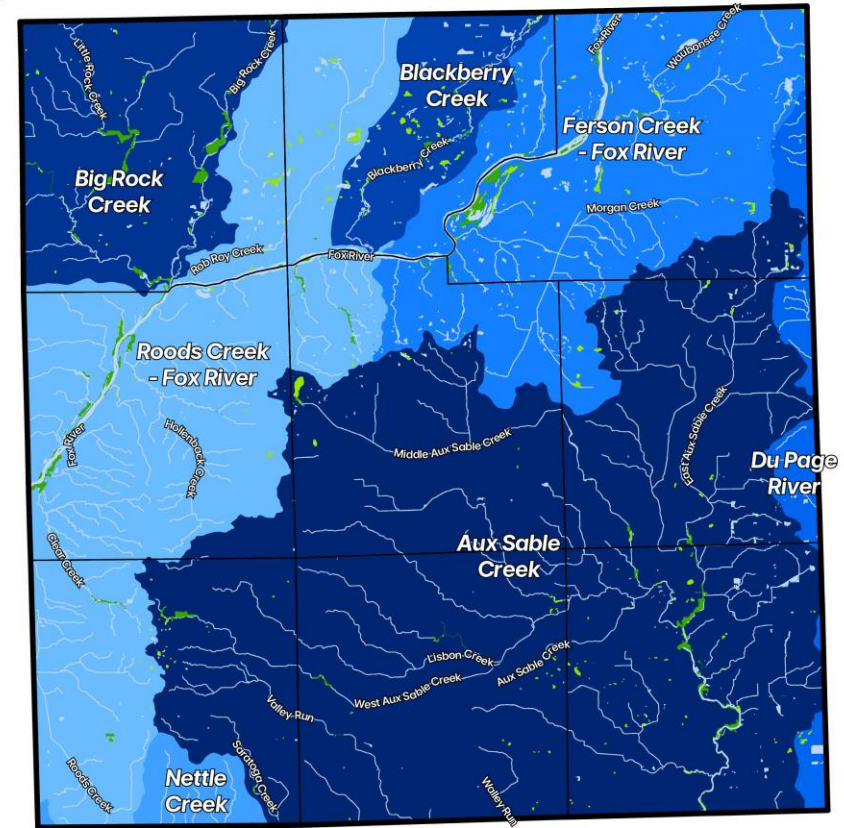 Little Rock Creek
Big Rock Creek
Fox River
Waubonsee Creek
Blackberry
Creek
Ferson Creek
- Fox River
Blackberry Creek
Big Rock
Creek
Morgan Creek
Rob Roy Creek
Fox River
Roods Creek
- Fox River
East Aux Sable Creek
Fox River
Hollenback Creek
Middle Aux Sable Creek
Du Page
River
Clear Creek
Aux Sable
Creek
Lisbon Creek
Aux Sable Creek
West Aux Sable Creek
Valley Run
Saratoga Creek
Roods Creek
Nettle
Creek
Walley Run